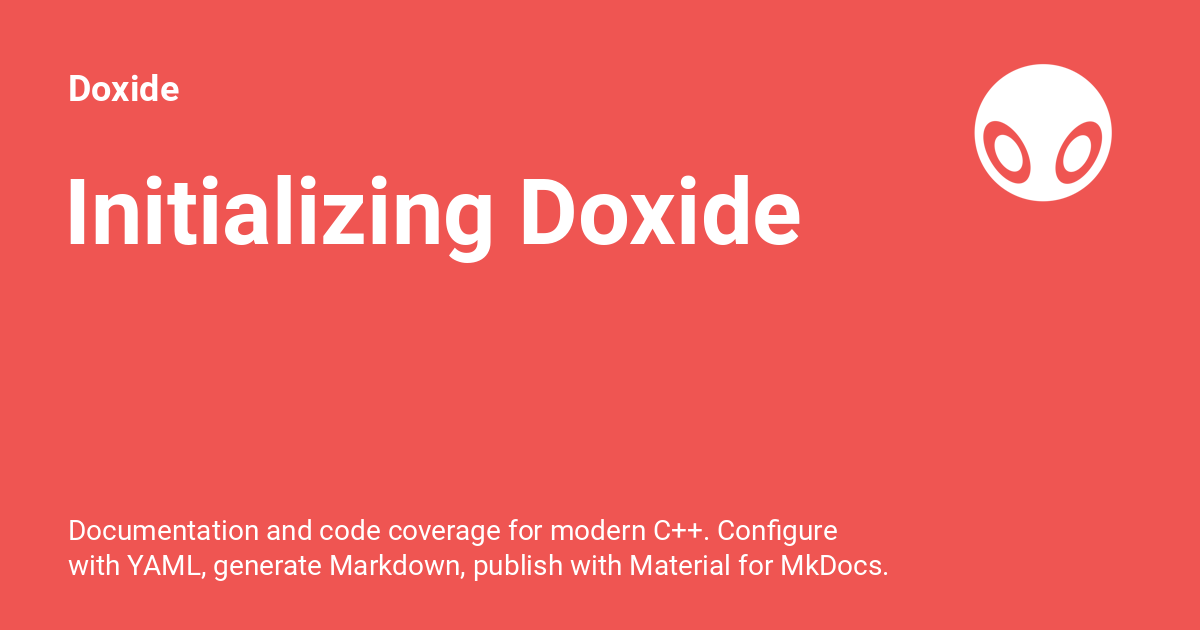 Doxide
Initializing Doxide
Documentation and code coverage for modern C++. Configure
with YAML, generate Markdown, publish with Material for MkDocs.